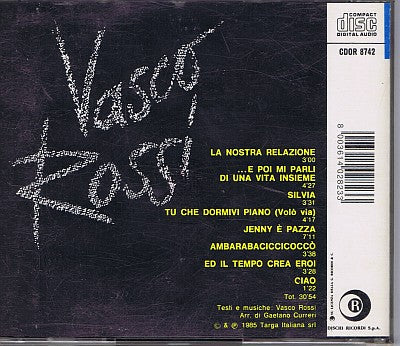 Vasco
Rossi
COMPACT
disc
DIGITAL AUDIO
CDOR 8742
LA NOSTRA RELAZIONE
3'00
...E POI MI PARLI
DI UNA VITA INSIEME
4'27
SILVIA
3'31
TU CHE DORMIVI PIANO (Volò via)
4'17
JENNY È PAZZA
7'11
AMBARABACICCICOCCÒ
3'38
ED IL TEMPO CREA EROI
3'28
CIAO
1'22
Tot. 30'54
Testi e musiche: Vasco Rossi
Arr. di Gaetano Curreri
℗ © 1985 Targa Italiana srl
R
DISCHI RICORDI S.p.A.